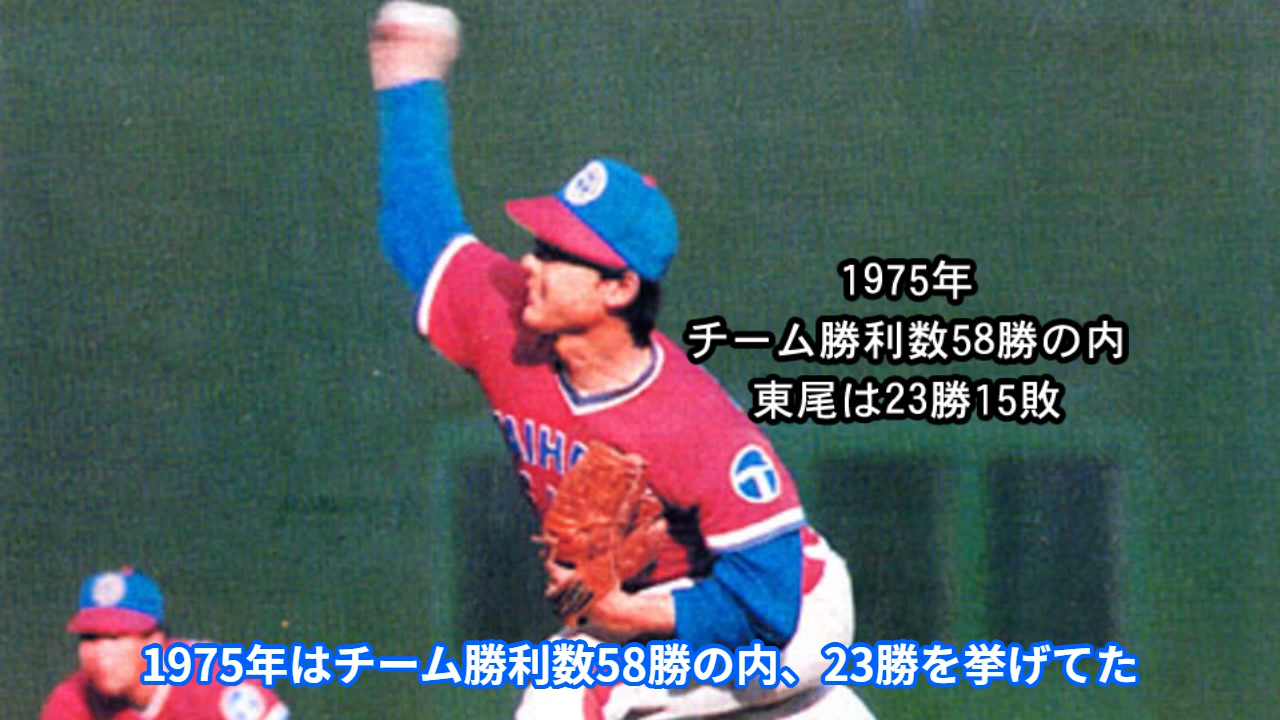 1975年
チーム勝利数58勝の内
東尾は23勝15敗
AIHE
1975年はチーム勝利数58勝の内、23勝を挙げてた